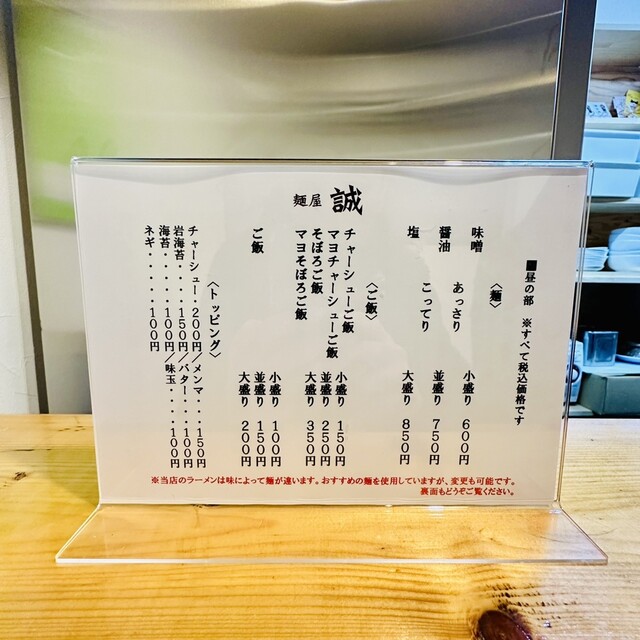 麺屋 誠
■昼の部 ※すべて税込価格です
〈麺〉
味噌 あっさり 小盛り 600円
醤油 こってり 並盛り 750円
塩 大盛り 850円
〈ご飯〉
チャーシューご飯 小盛り 150円
マヨチャーシューご飯 並盛り 250円
そぼろご飯 大盛り 350円
マヨそぼろご飯
小盛り 100円
ご飯 並盛り 150円
大盛り 200円
〈トッピング〉
チャーシュー・200円/メンマ・・・150円
岩海苔・・・・150円/バター・・・100円
海苔・・・・・100円/味玉・・・・100円
ネギ・・・・・100円
※当店のラーメンは味によって麺が違います。おすすめの麺を使用していますが、変更も可能です。
裏面もどうぞご覧ください。